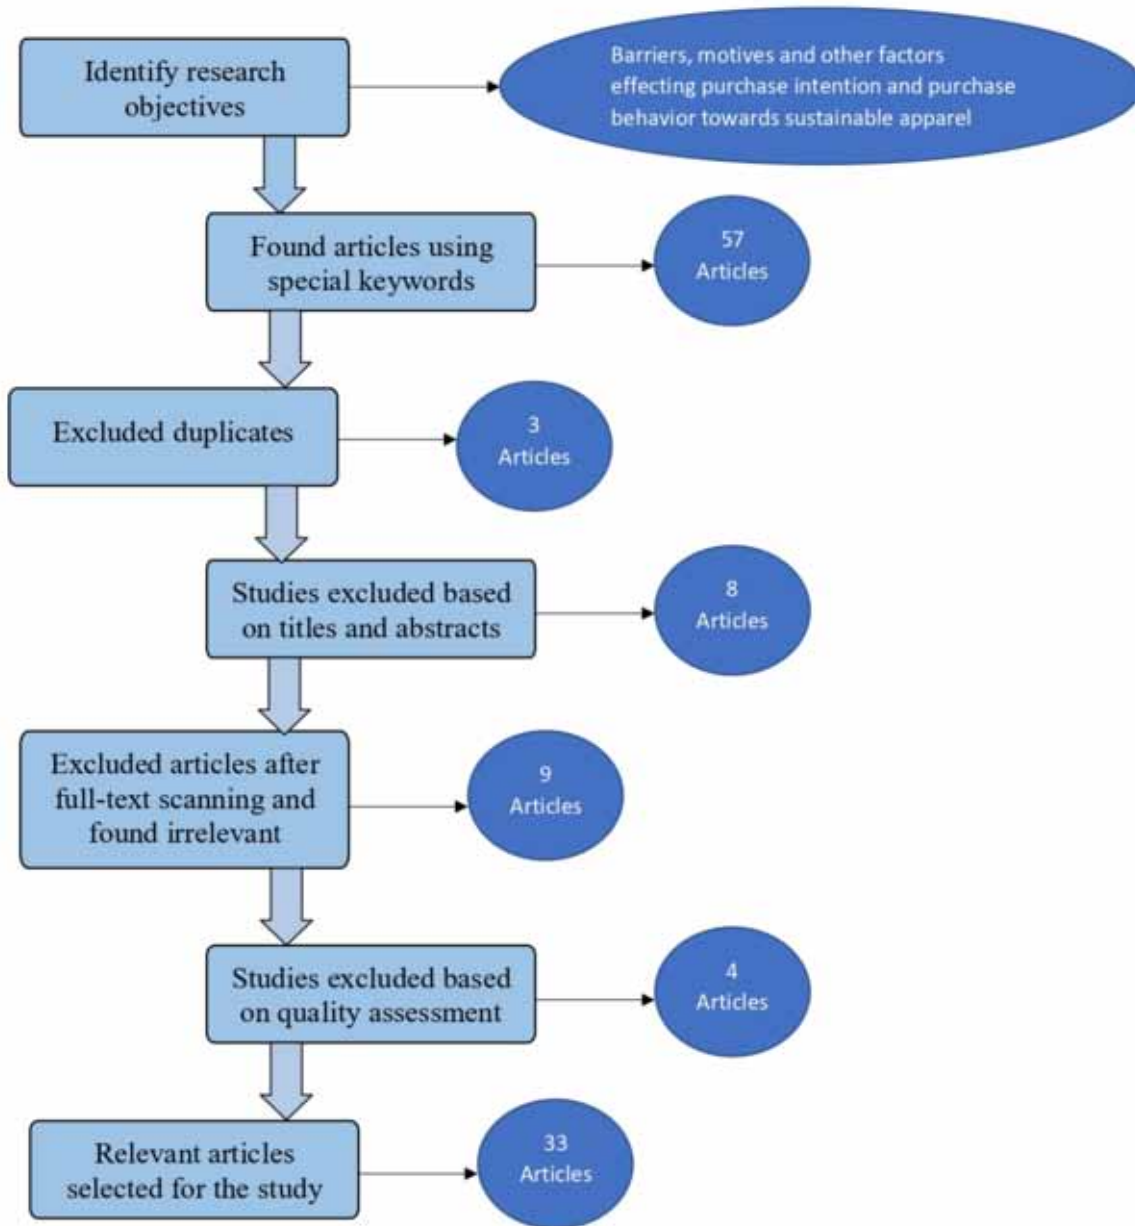 Identify research
objectives
Barriers, motives and other factors
effecting purchase intention and purchase
behavior towards sustainable apparel
Found articles using
special keywords
57
Articles
Excluded duplicates
3
Articles
Studies excluded based
on titles and abstracts
8
Articles
Excluded articles after
full-text scanning and
found irrelevant
9
Articles
Studies excluded based
on quality assessment
4
Articles
Relevant articles
selected for the study
33
Articles